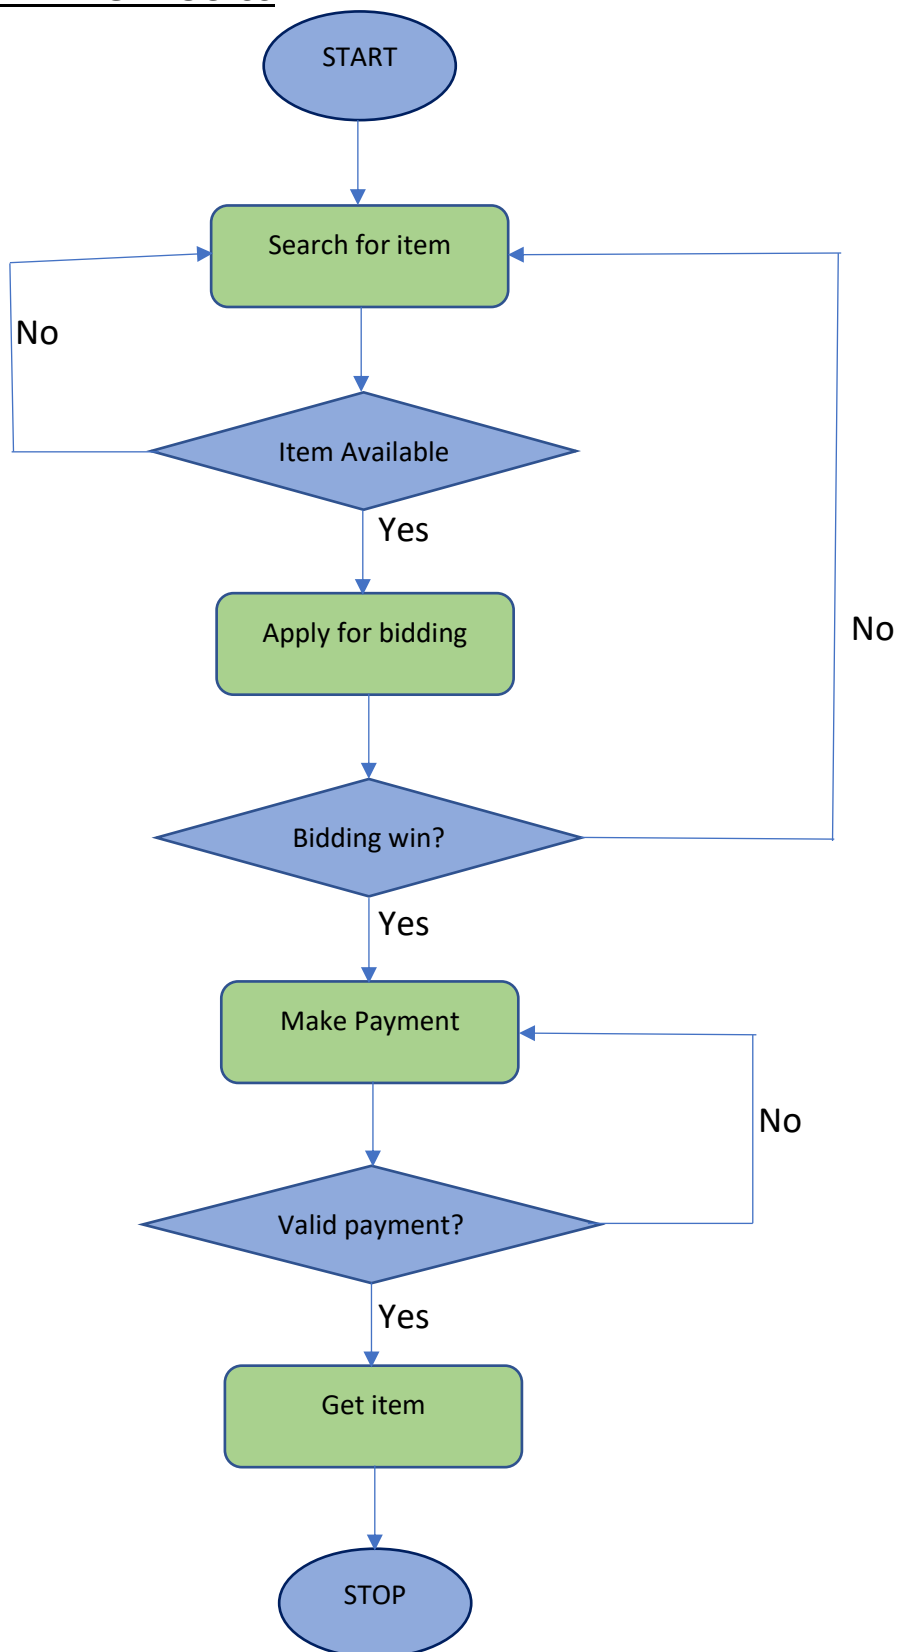 START
Search for item
No
Item Available
Yes
Apply for bidding
No
Bidding win?
Yes
Make Payment
No
Valid payment?
Yes
Get item
STOP